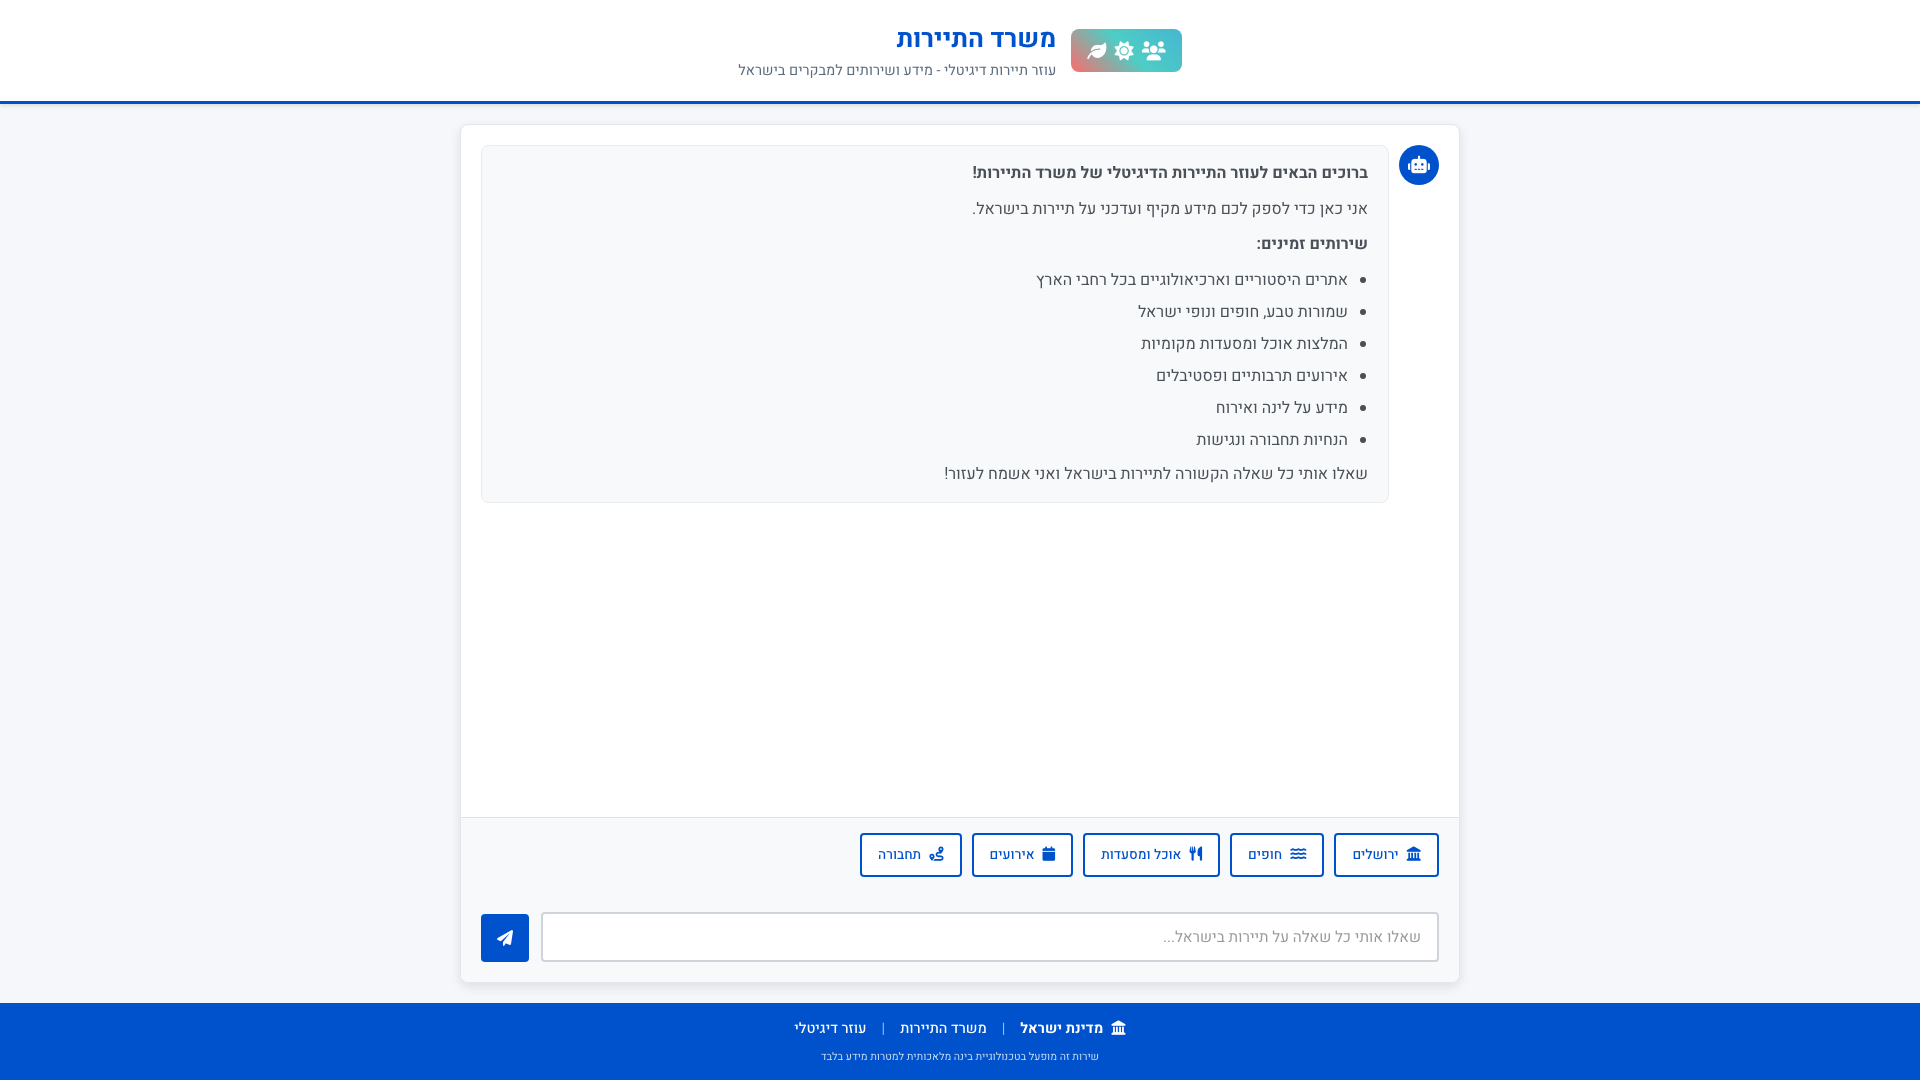 משרד התיירות
עוזר תיירות דיגיטלי - מידע ושירותים למבקרים בישראל
ברוכים הבאים לעוזר התיירות הדיגיטלי של משרד התיירות!
אני כאן כדי לספק לכם מידע מקיף ועדכני על תיירות בישראל.
שירותים זמינים:
אתרים היסטוריים וארכיאולוגיים בכל רחבי הארץ
שמורות טבע, חופים ונופי ישראל
המלצות אוכל ומסעדות מקומיות
אירועים תרבותיים ופסטיבלים
מידע על לינה ואירוח
הנחיות תחבורה ונגישות
שאלו אותי כל שאלה הקשורה לתיירות בישראל ואני אשמח לעזור!
ירושלים
חופים
אוכל ומסעדות
אירועים
תחבורה
שאלו אותי כל שאלה על תיירות בישראל...
מדינת ישראל | משרד התיירות | עוזר דיגיטלי
שירות זה מופעל בטכנולוגיית בינה מלאכותית למטרות מידע בלבד